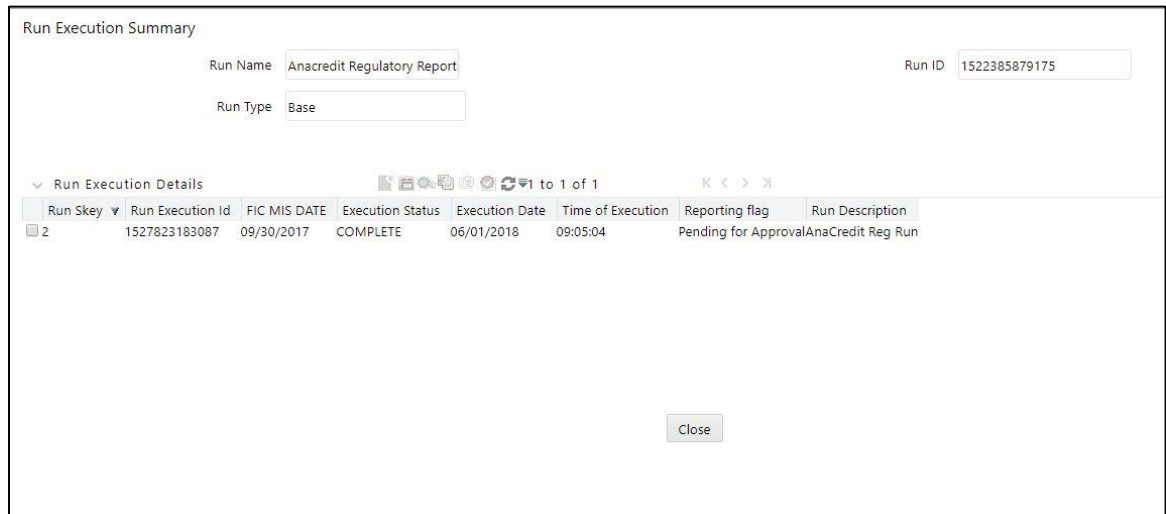 Run Execution Summary
Run Name Anacredit Regulatory Report Run ID 1522385879175
Run Type Base
Run Execution Details 1 to 1 of 1
Run Skey Run Execution Id FIC MIS DATE Execution Status Execution Date Time of Execution Reporting flag Run Description
2 1527823183087 09/30/2017 COMPLETE 06/01/2018 09:05:04 Pending for Approval AnaCredit Reg Run
Close